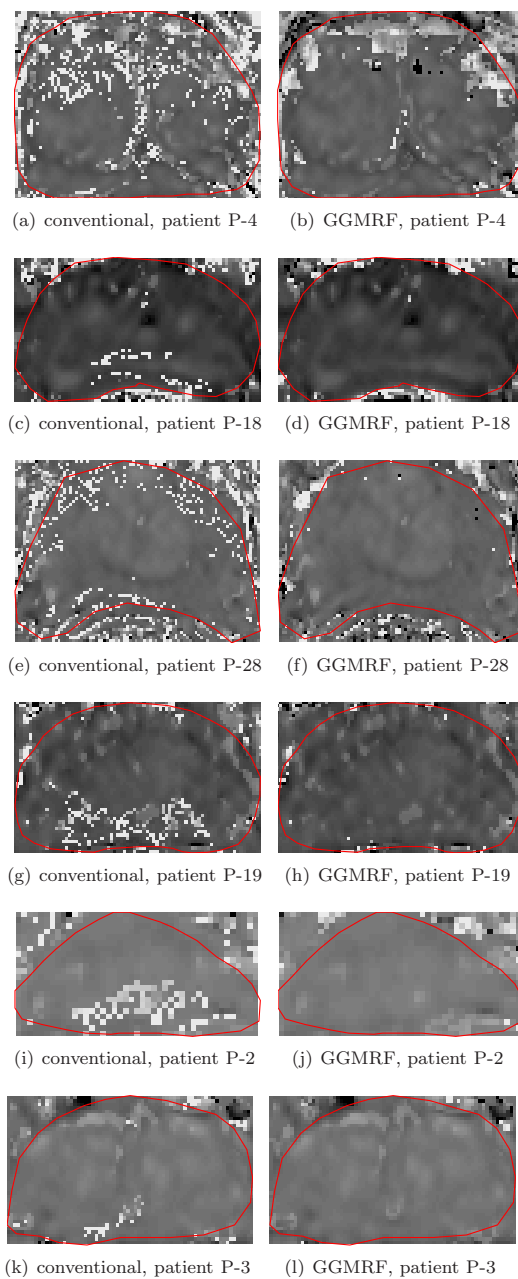 (a) conventional, patient P-4
(b) GGMRF, patient P-4
(c) conventional, patient P-18
(d) GGMRF, patient P-18
(e) conventional, patient P-28
(f) GGMRF, patient P-28
(g) conventional, patient P-19
(h) GGMRF, patient P-19
(i) conventional, patient P-2
(j) GGMRF, patient P-2
(k) conventional, patient P-3
(l) GGMRF, patient P-3